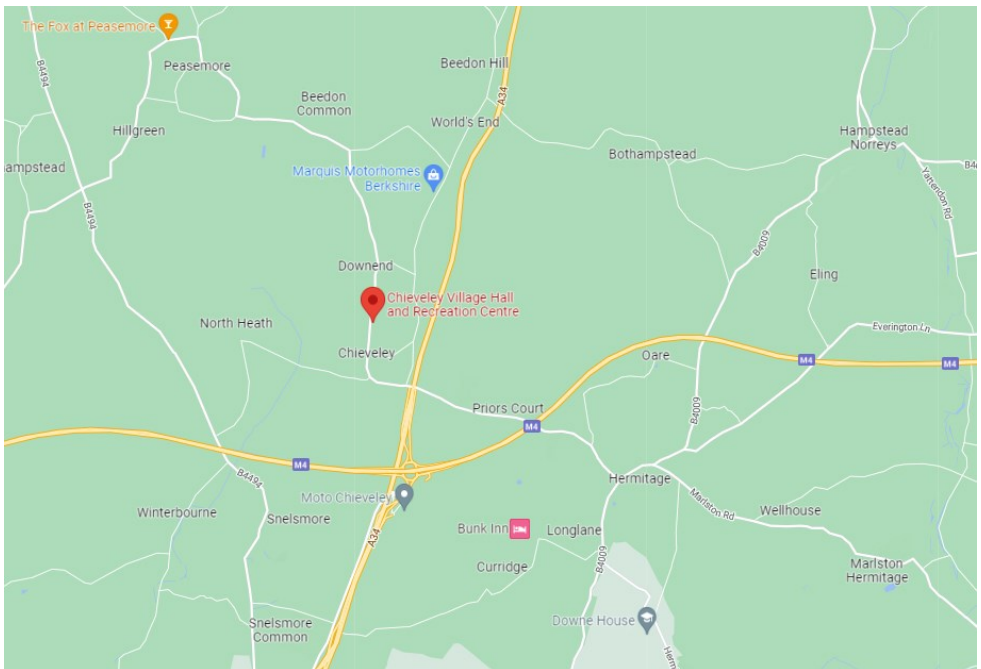 The Fox at Peasemore
Peasemore
Beedon Hill
B4494
A34
Beedon
Common
World's End
Hillgreen
Hampstead
Norreys
ampstead
Bothampstead
B4
Marquis Motorhomes
Berkshire
Yattendon Rd
B4494
B4009
Downend
Eling
Chieveley Village Hall
and Recreation Centre
North Heath
Everington Ln
Chieveley
Oare
M4
M4
Priors Court
B4009
M4
M4
B4494
Hermitage
Moto Chieveley
Marlston Rd
Winterbourne
Snelsmore
Wellhouse
Bunk Inn
Longlane
A34
B4009
Curridge
Marlston
Hermitage
Snelsmore
Common
Downe House
Herm